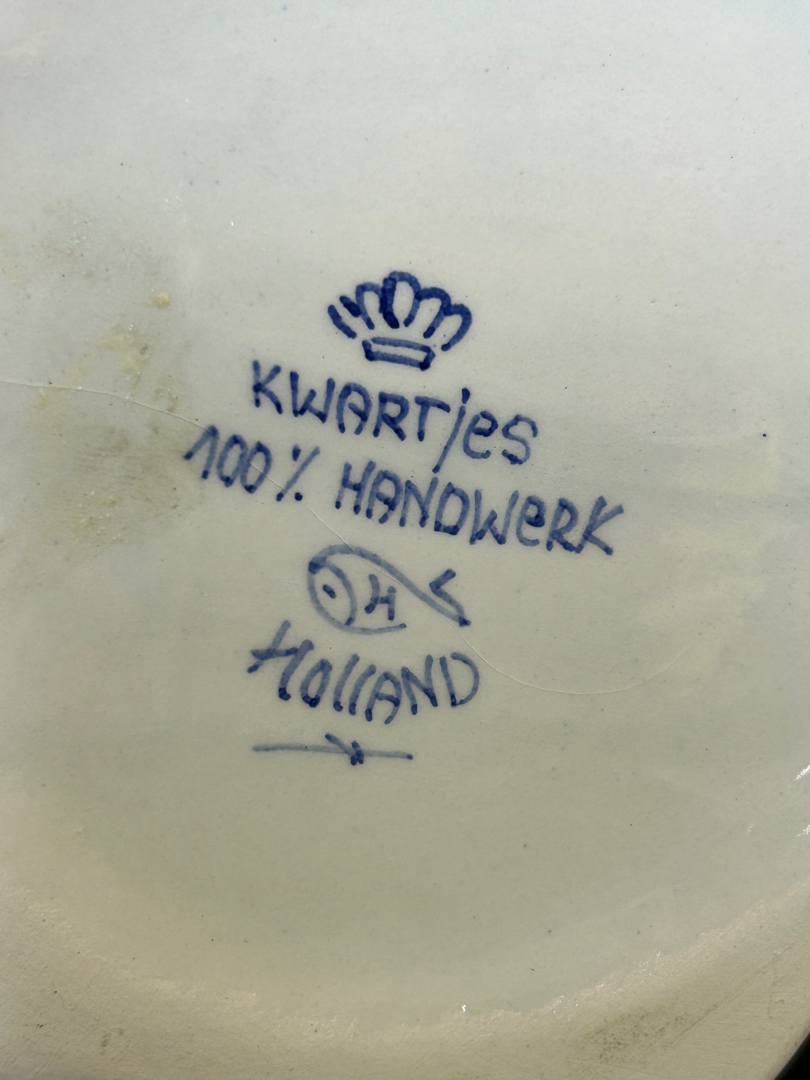 KWARTjes
100% HANDWERK
H
HOllAND